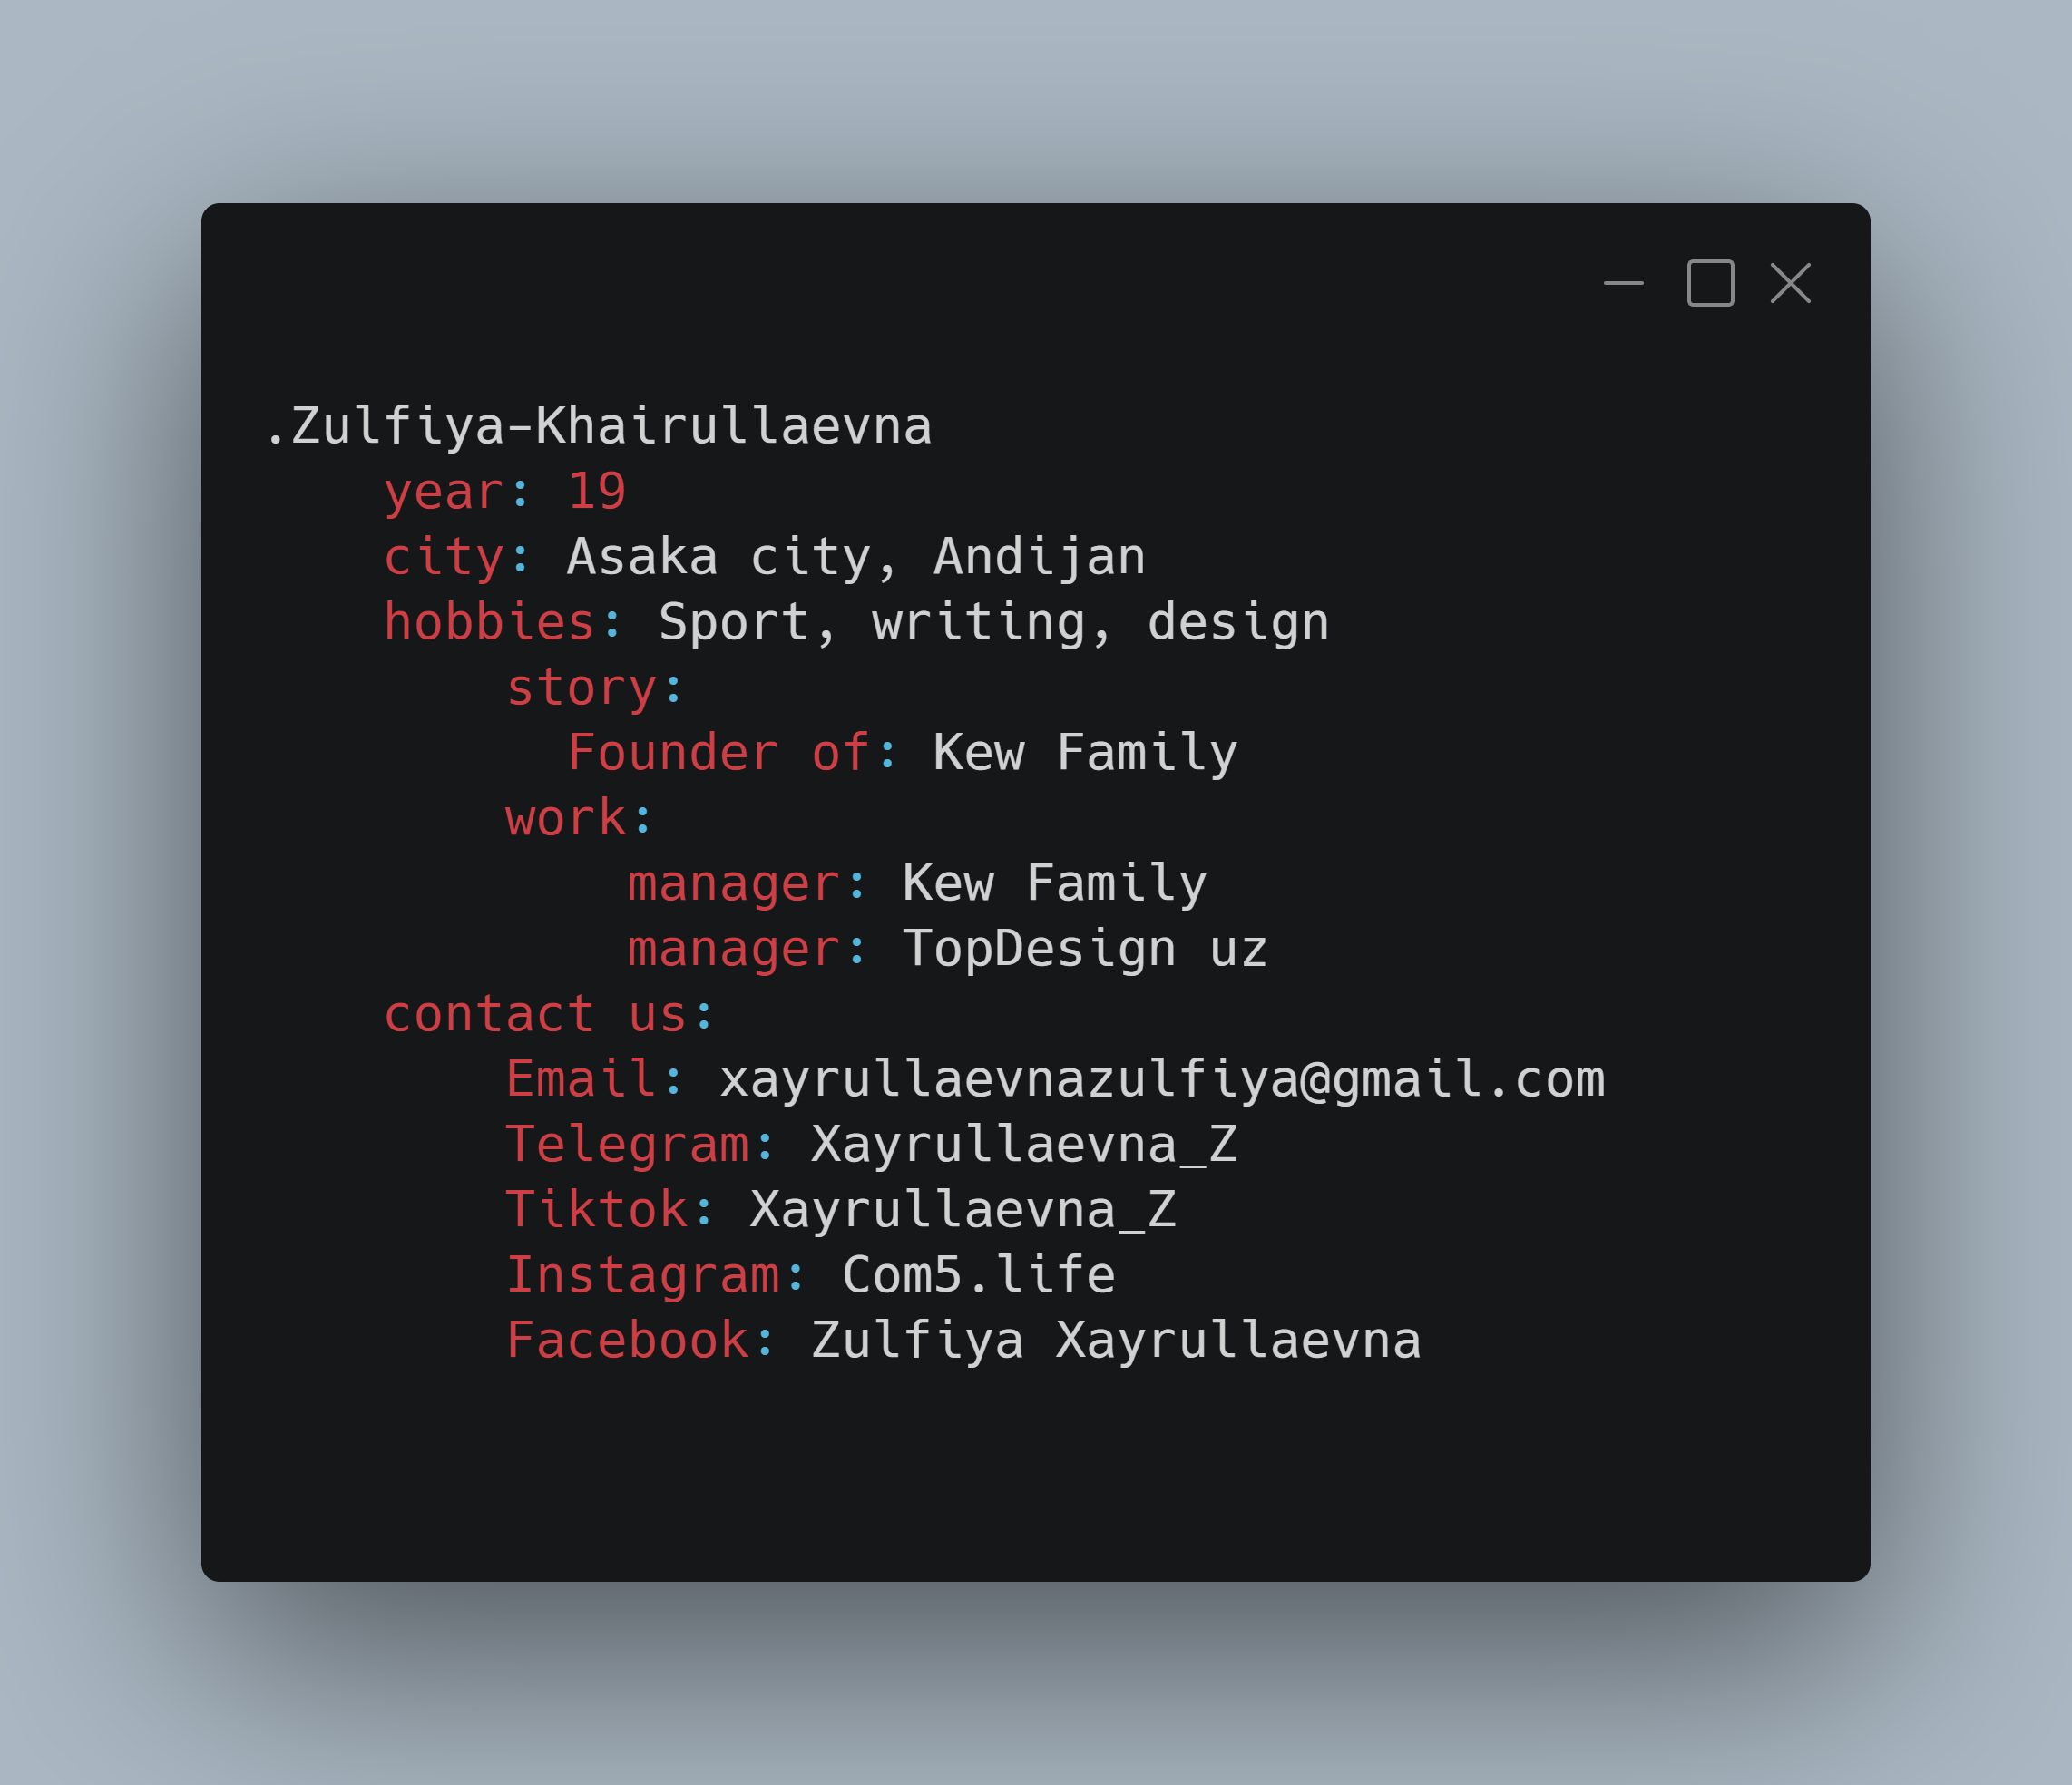 .Zulfiya-Khairullaevna
year: 19
city: Asaka city, Andijan
hobbies: Sport, writing, design
story:
Founder of: Kew Family
work:
manager: Kew Family
manager: TopDesign uz
contact us:
Email: xayrullaevnazulfiya@gmail.com
Telegram: Xayrullaevna_Z
Tiktok: Xayrullaevna_Z
Instagram: Com5.life
Facebook: Zulfiya Xayrullaevna